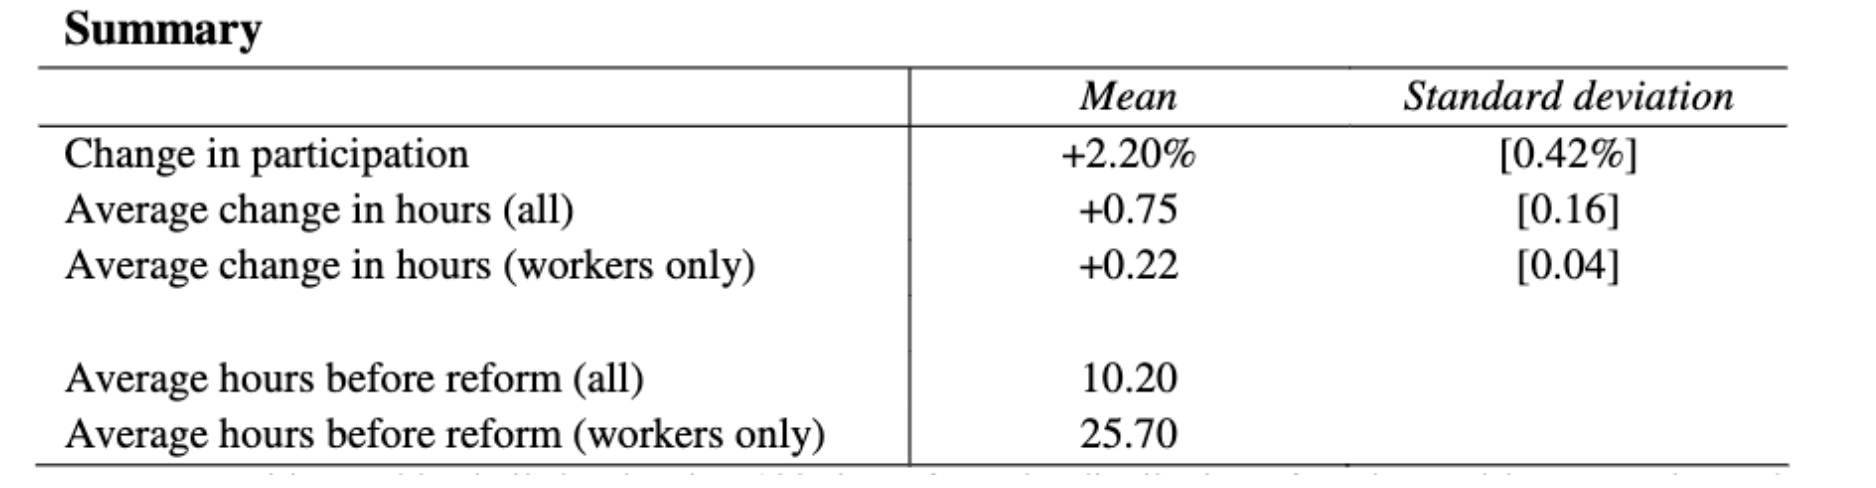 Summary
Mean Standard deviation
Change in participation +2.20% [0.42%]
Average change in hours (all) +0.75 [0.16]
Average change in hours (workers only) +0.22 [0.04]
Average hours before reform (all) 10.20
Average hours before reform (workers only) 25.70